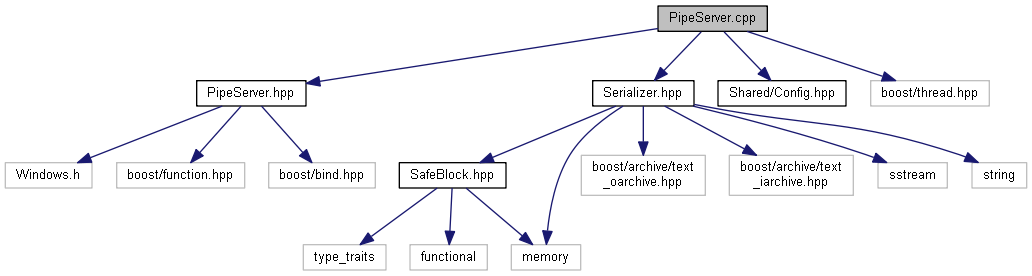 PipeServer.cpp
PipeServer.hpp
Serializer.hpp
Shared/Config.hpp
boost/thread.hpp
Windows.h
boost/function.hpp
boost/bind.hpp
SafeBlock.hpp
boost/archive/text
_oarchive.hpp
boost/archive/text
_iarchive.hpp
sstream
string
type_traits
functional
memory